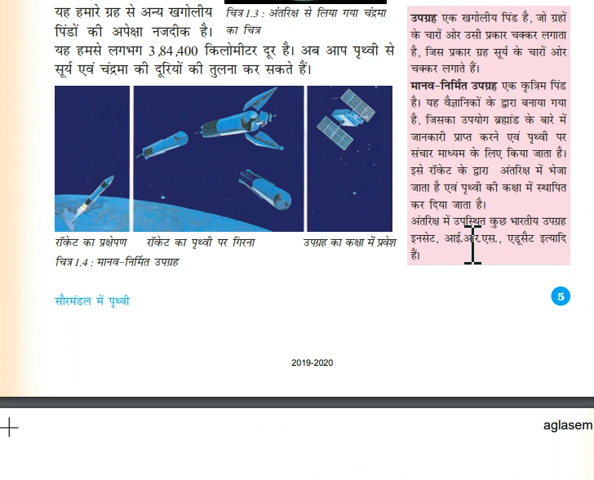 यह हमारे ग्रह से अन्य खगोलीय
पिंडों की अपेक्षा नजदीक है।
यह हमसे लगभग 3,84,400 किलोमीटर दूर है। अब आप पृथ्वी से
सूर्य एवं चंद्रमा की दूरियों की तुलना कर सकते हैं।
चित्र 1.3 : अंतरिक्ष से लिया गया चंद्रमा
का चित्र
रॉकेट का प्रक्षेपण
रॉकेट का पृथ्वी पर गिरना
उपग्रह का कक्षा में प्रवेश
चित्र 1.4 : मानव-निर्मित उपग्रह
उपग्रह एक खगोलीय पिंड है, जो ग्रहों
के चारों ओर उसी प्रकार चक्कर लगाता
है, जिस प्रकार ग्रह सूर्य के चारों ओर
चक्कर लगाते हैं।
मानव-निर्मित उपग्रह एक कृत्रिम पिंड
है। यह वैज्ञानिकों के द्वारा बनाया गया
है, जिसका उपयोग ब्रह्मांड के बारे में
जानकारी प्राप्त करने एवं पृथ्वी पर
संचार माध्यम के लिए किया जाता है।
इसे रॉकेट के द्वारा अंतरिक्ष में भेजा
जाता है एवं पृथ्वी की कक्षा में स्थापित
कर दिया जाता है।
अंतरिक्ष में उपस्थित कुछ भारतीय उपग्रह
इनसेट, आई.आर.एस., एडूसैट इत्यादि
हैं।
सौरमंडल में पृथ्वी
5
2019-2020
aglasem